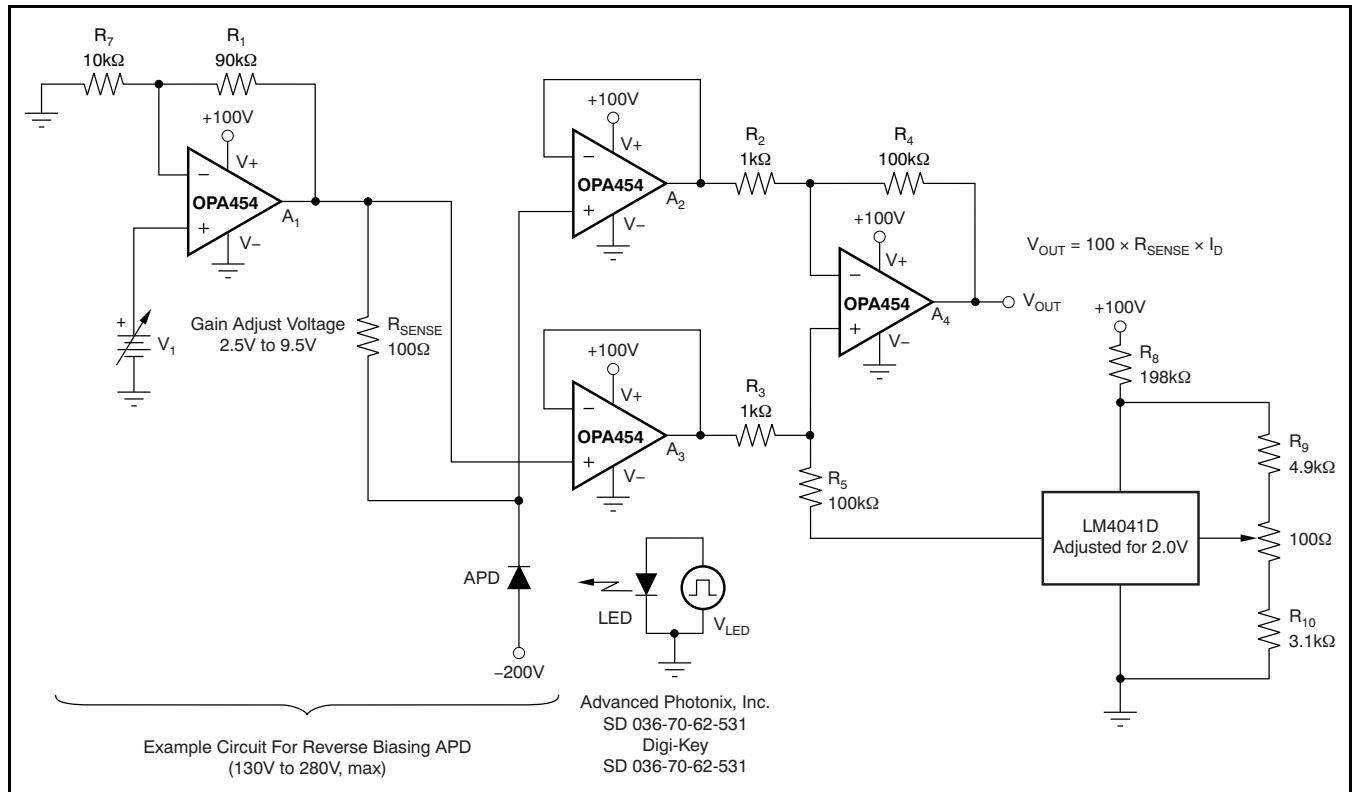 R7
10kΩ
R1
90kΩ
+100V
V+
−
OPA454
+
A1
V−
+
V1
Gain Adjust Voltage
2.5V to 9.5V
RSENSE
100Ω
+100V
V+
−
OPA454
+
A2
V−
R2
1kΩ
R4
100kΩ
+100V
V+
−
OPA454
+
A4
V−
VOUT = 100 × RSENSE × ID
VOUT
+100V
V+
−
OPA454
+
A3
V−
R3
1kΩ
R5
100kΩ
+100V
R8
198kΩ
R9
4.9kΩ
LM4041D
Adjusted for 2.0V
100Ω
R10
3.1kΩ
APD
−200V
LED
VLED
Advanced Photonix, Inc.
SD 036-70-62-531
Digi-Key
SD 036-70-62-531
Example Circuit For Reverse Biasing APD
(130V to 280V, max)